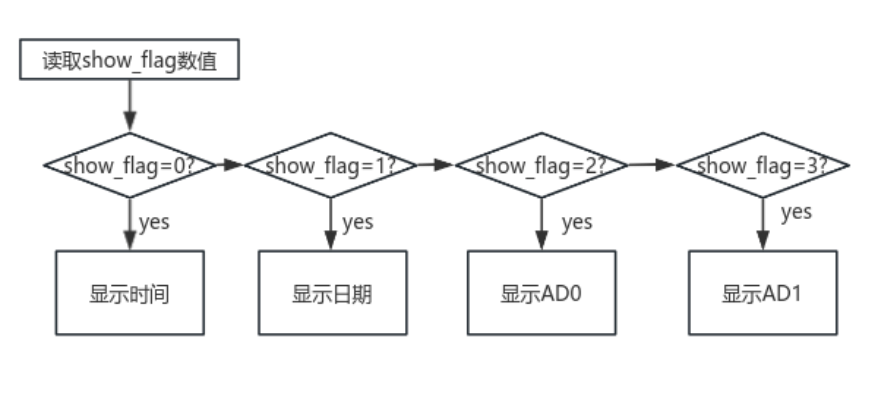 读取show_flag数值
show_flag=0?
show_flag=1?
show_flag=2?
show_flag=3?
yes
yes
yes
yes
显示时间
显示日期
显示AD0
显示AD1